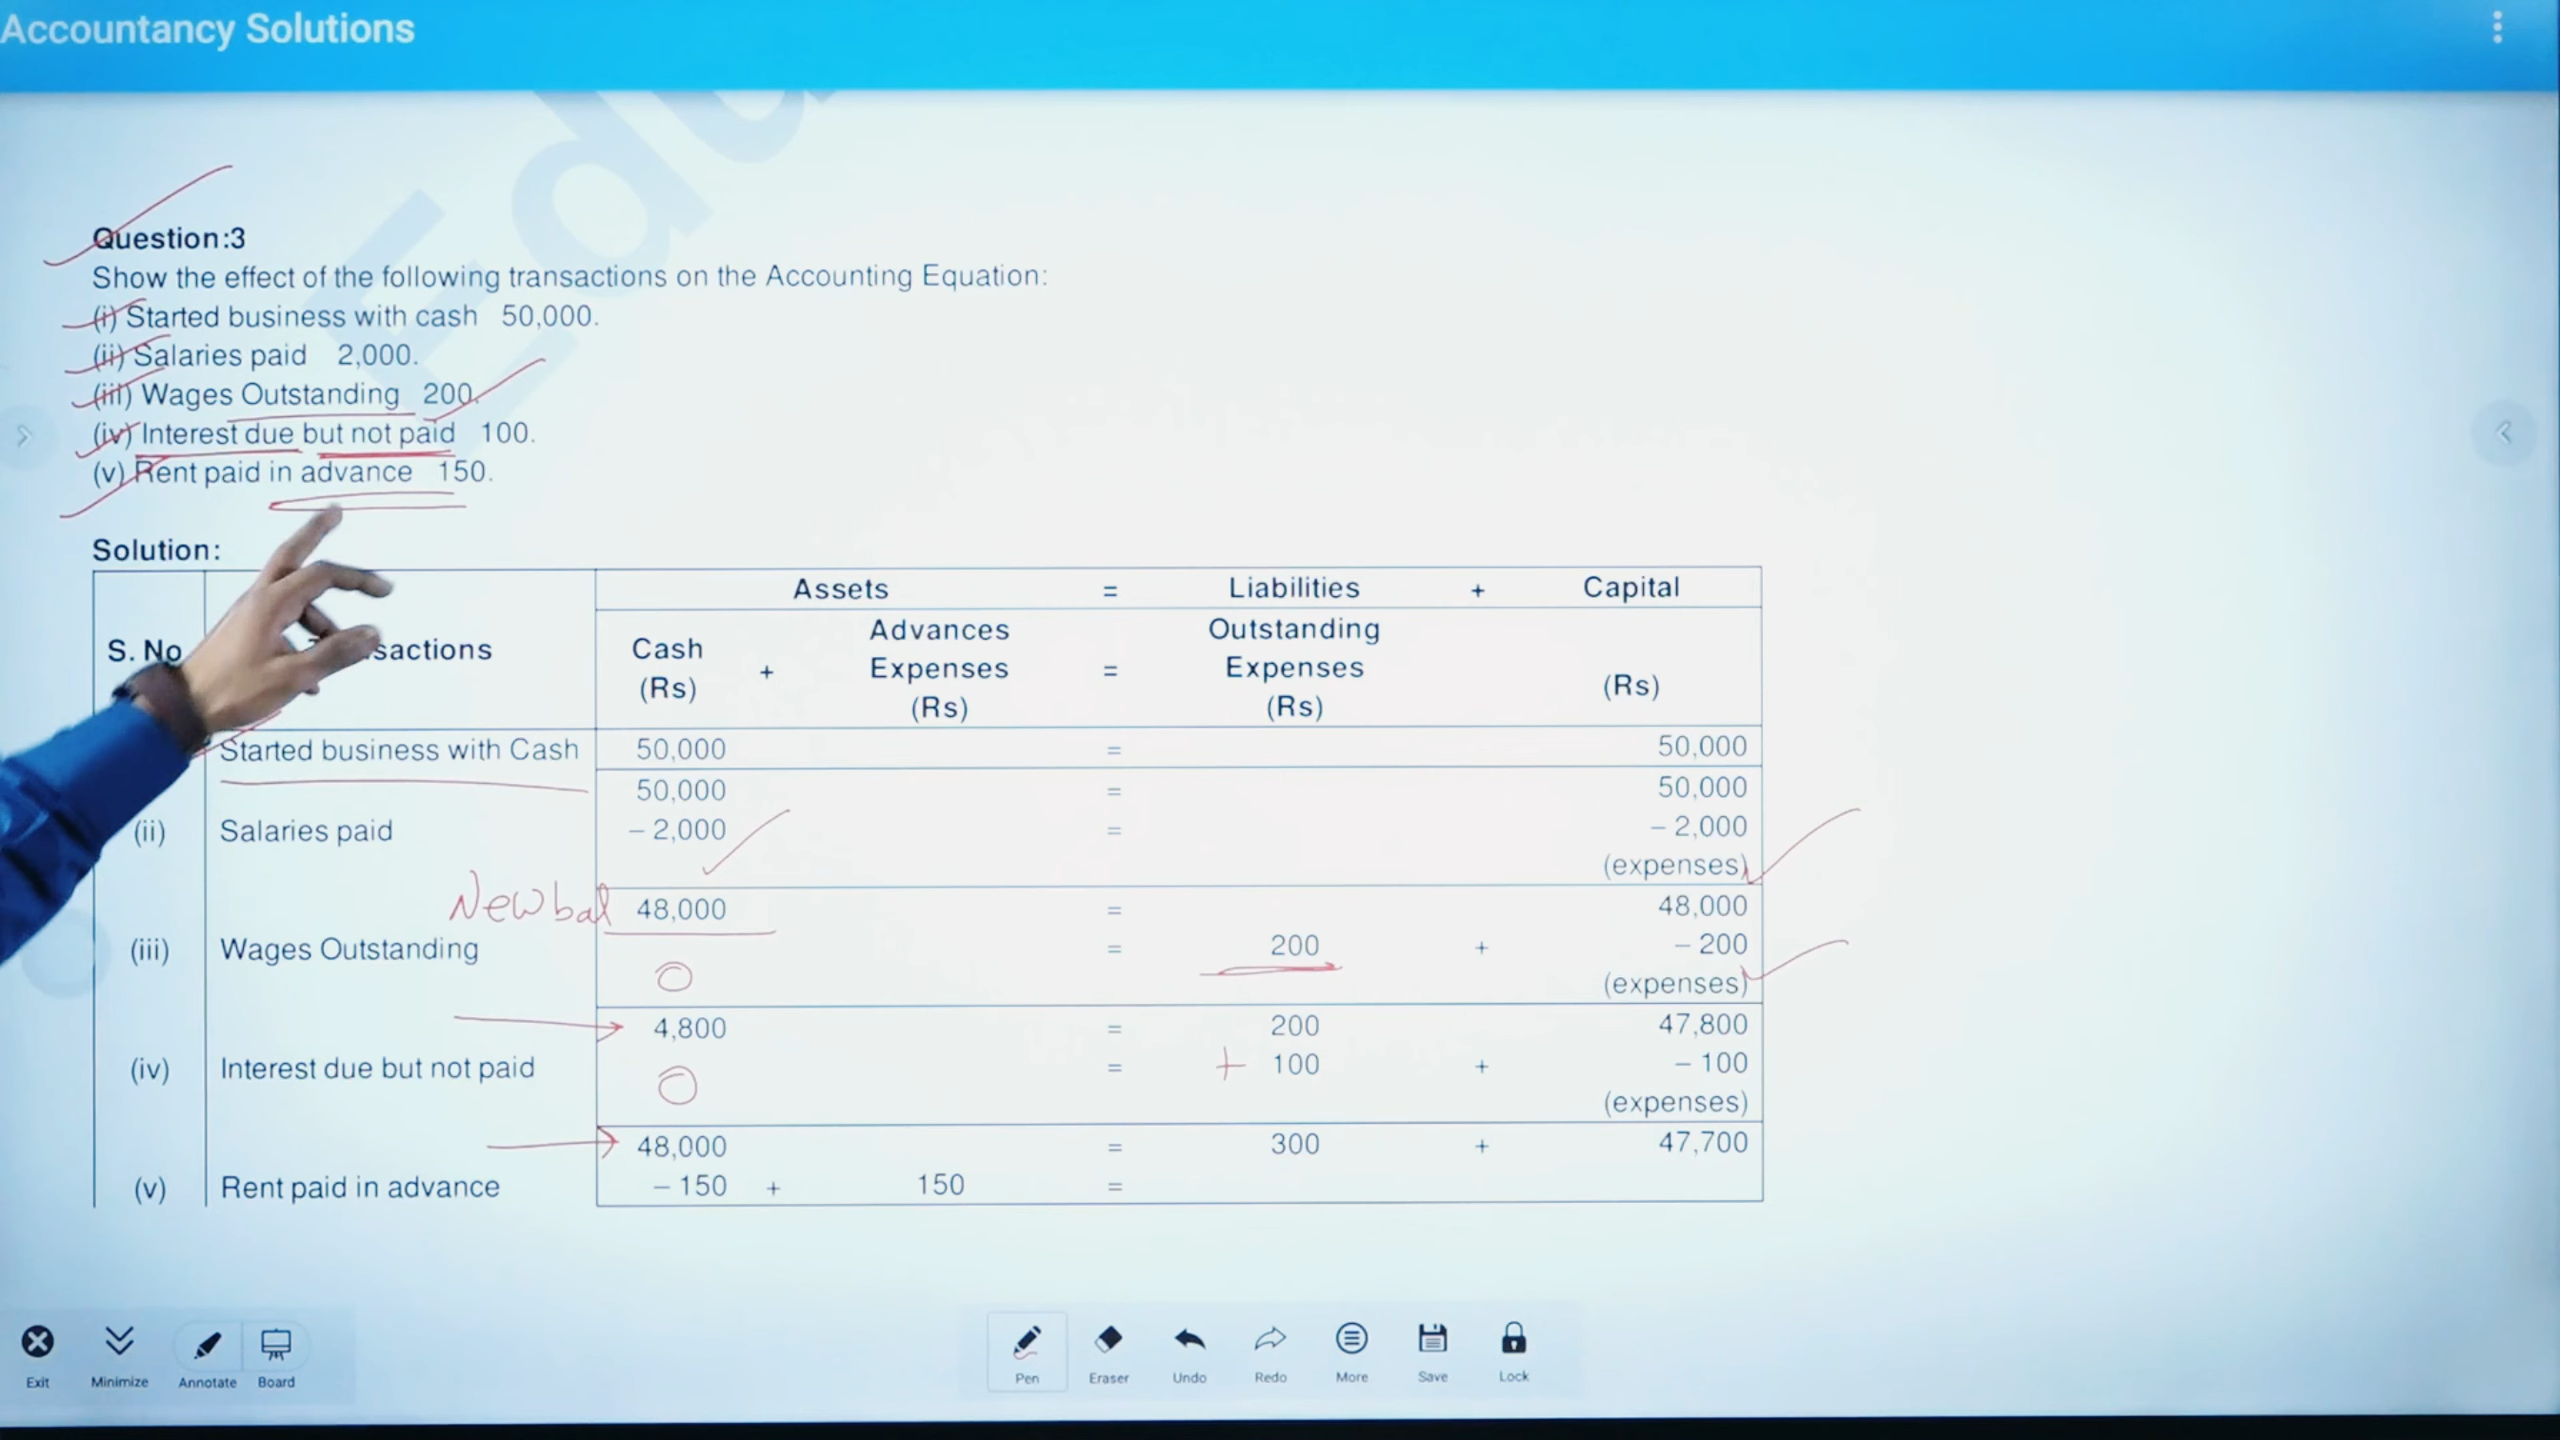 Accountancy Solutions
Edu
Question:3
Show the effect of the following transactions on the Accounting Equation:
(i) Started business with cash 50,000.
(ii) Salaries paid 2,000.
(iii) Wages Outstanding 200.
(iv) Interest due but not paid 100.
(v) Rent paid in advance 150.
Solution:
Assets = Liabilities + Capital
S. No sactions Cash (Rs) + Advances Expenses (Rs) = Outstanding Expenses (Rs) (Rs)
Started business with Cash 50,000 = 50,000
50,000 = 50,000
(ii) Salaries paid – 2,000 = – 2,000
(expenses)
New bal 48,000 = 48,000
(iii) Wages Outstanding = 200 + – 200
0 (expenses)
4,800 = 200 47,800
(iv) Interest due but not paid = + 100 + – 100
0 (expenses)
48,000 = 300 + 47,700
(v) Rent paid in advance – 150 + 150 =
Exit Minimize Annotate Board Pen Eraser Undo Redo More Save Lock